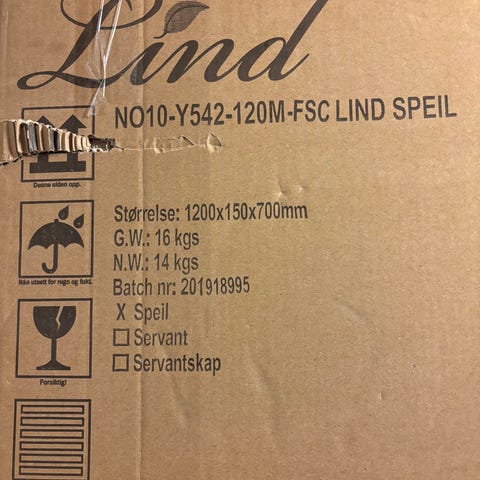 Lind
NO10-Y542-120M-FSC LIND SPEIL
Denne siden opp.
Størrelse: 1200x150x700mm
G.W.: 16 kgs
N.W.: 14 kgs
Ikke utsett for regn og fukt.
Batch nr: 201918995
X Speil
Servant
Servantskap
Forsiktig!